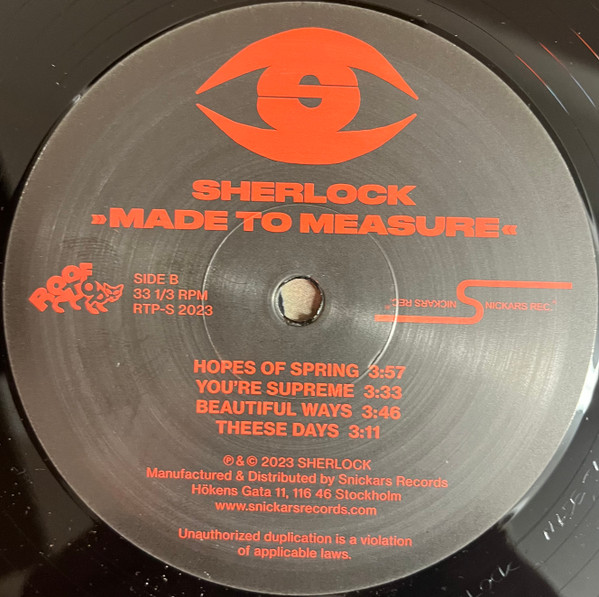 S
SHERLOCK
»MADE TO MEASURE«
ROOF
TOP
SIDE B
33 1/3 RPM
RTP-S 2023
SNICKARS REC.
SNICKARS REC.
HOPES OF SPRING 3:57
YOU'RE SUPREME 3:33
BEAUTIFUL WAYS 3:46
THEESE DAYS 3:11
℗ & © 2023 SHERLOCK
Manufactured & Distributed by Snickars Records
Hökens Gata 11, 116 46 Stockholm
www.snickarsrecords.com
Unauthorized duplication is a violation
of applicable laws.